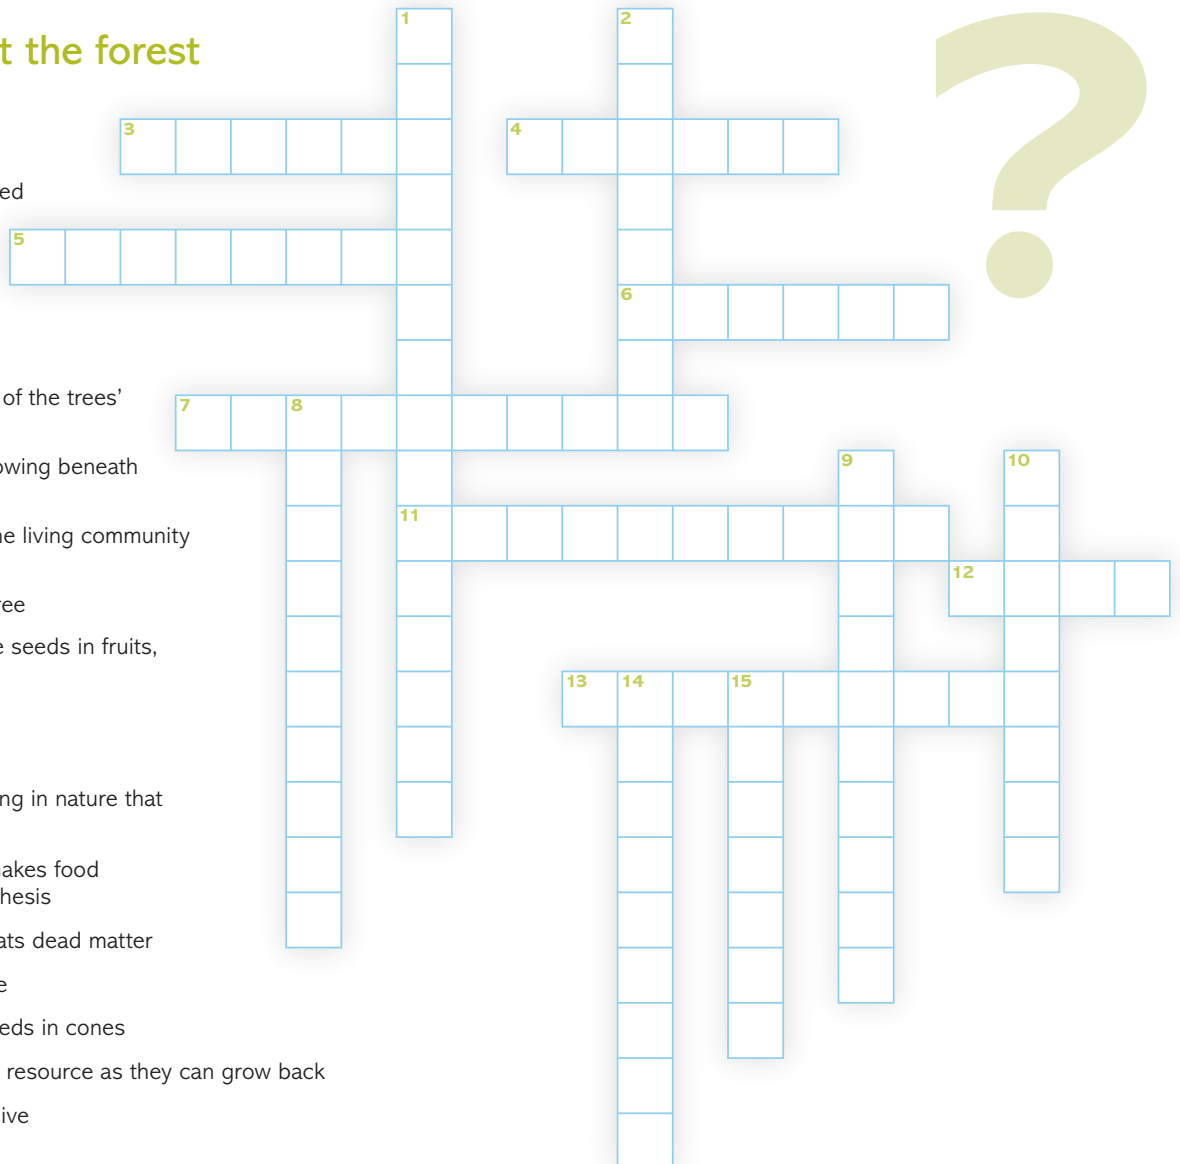 t the forest
ed
of the trees’
owing beneath
ne living community
ree
e seeds in fruits,
ng in nature that
akes food
hesis
ats dead matter
e
eds in cones
resource as they can grow back
ive
1
2
3
4
5
6
7
8
9
10
11
12
13
14
15
?